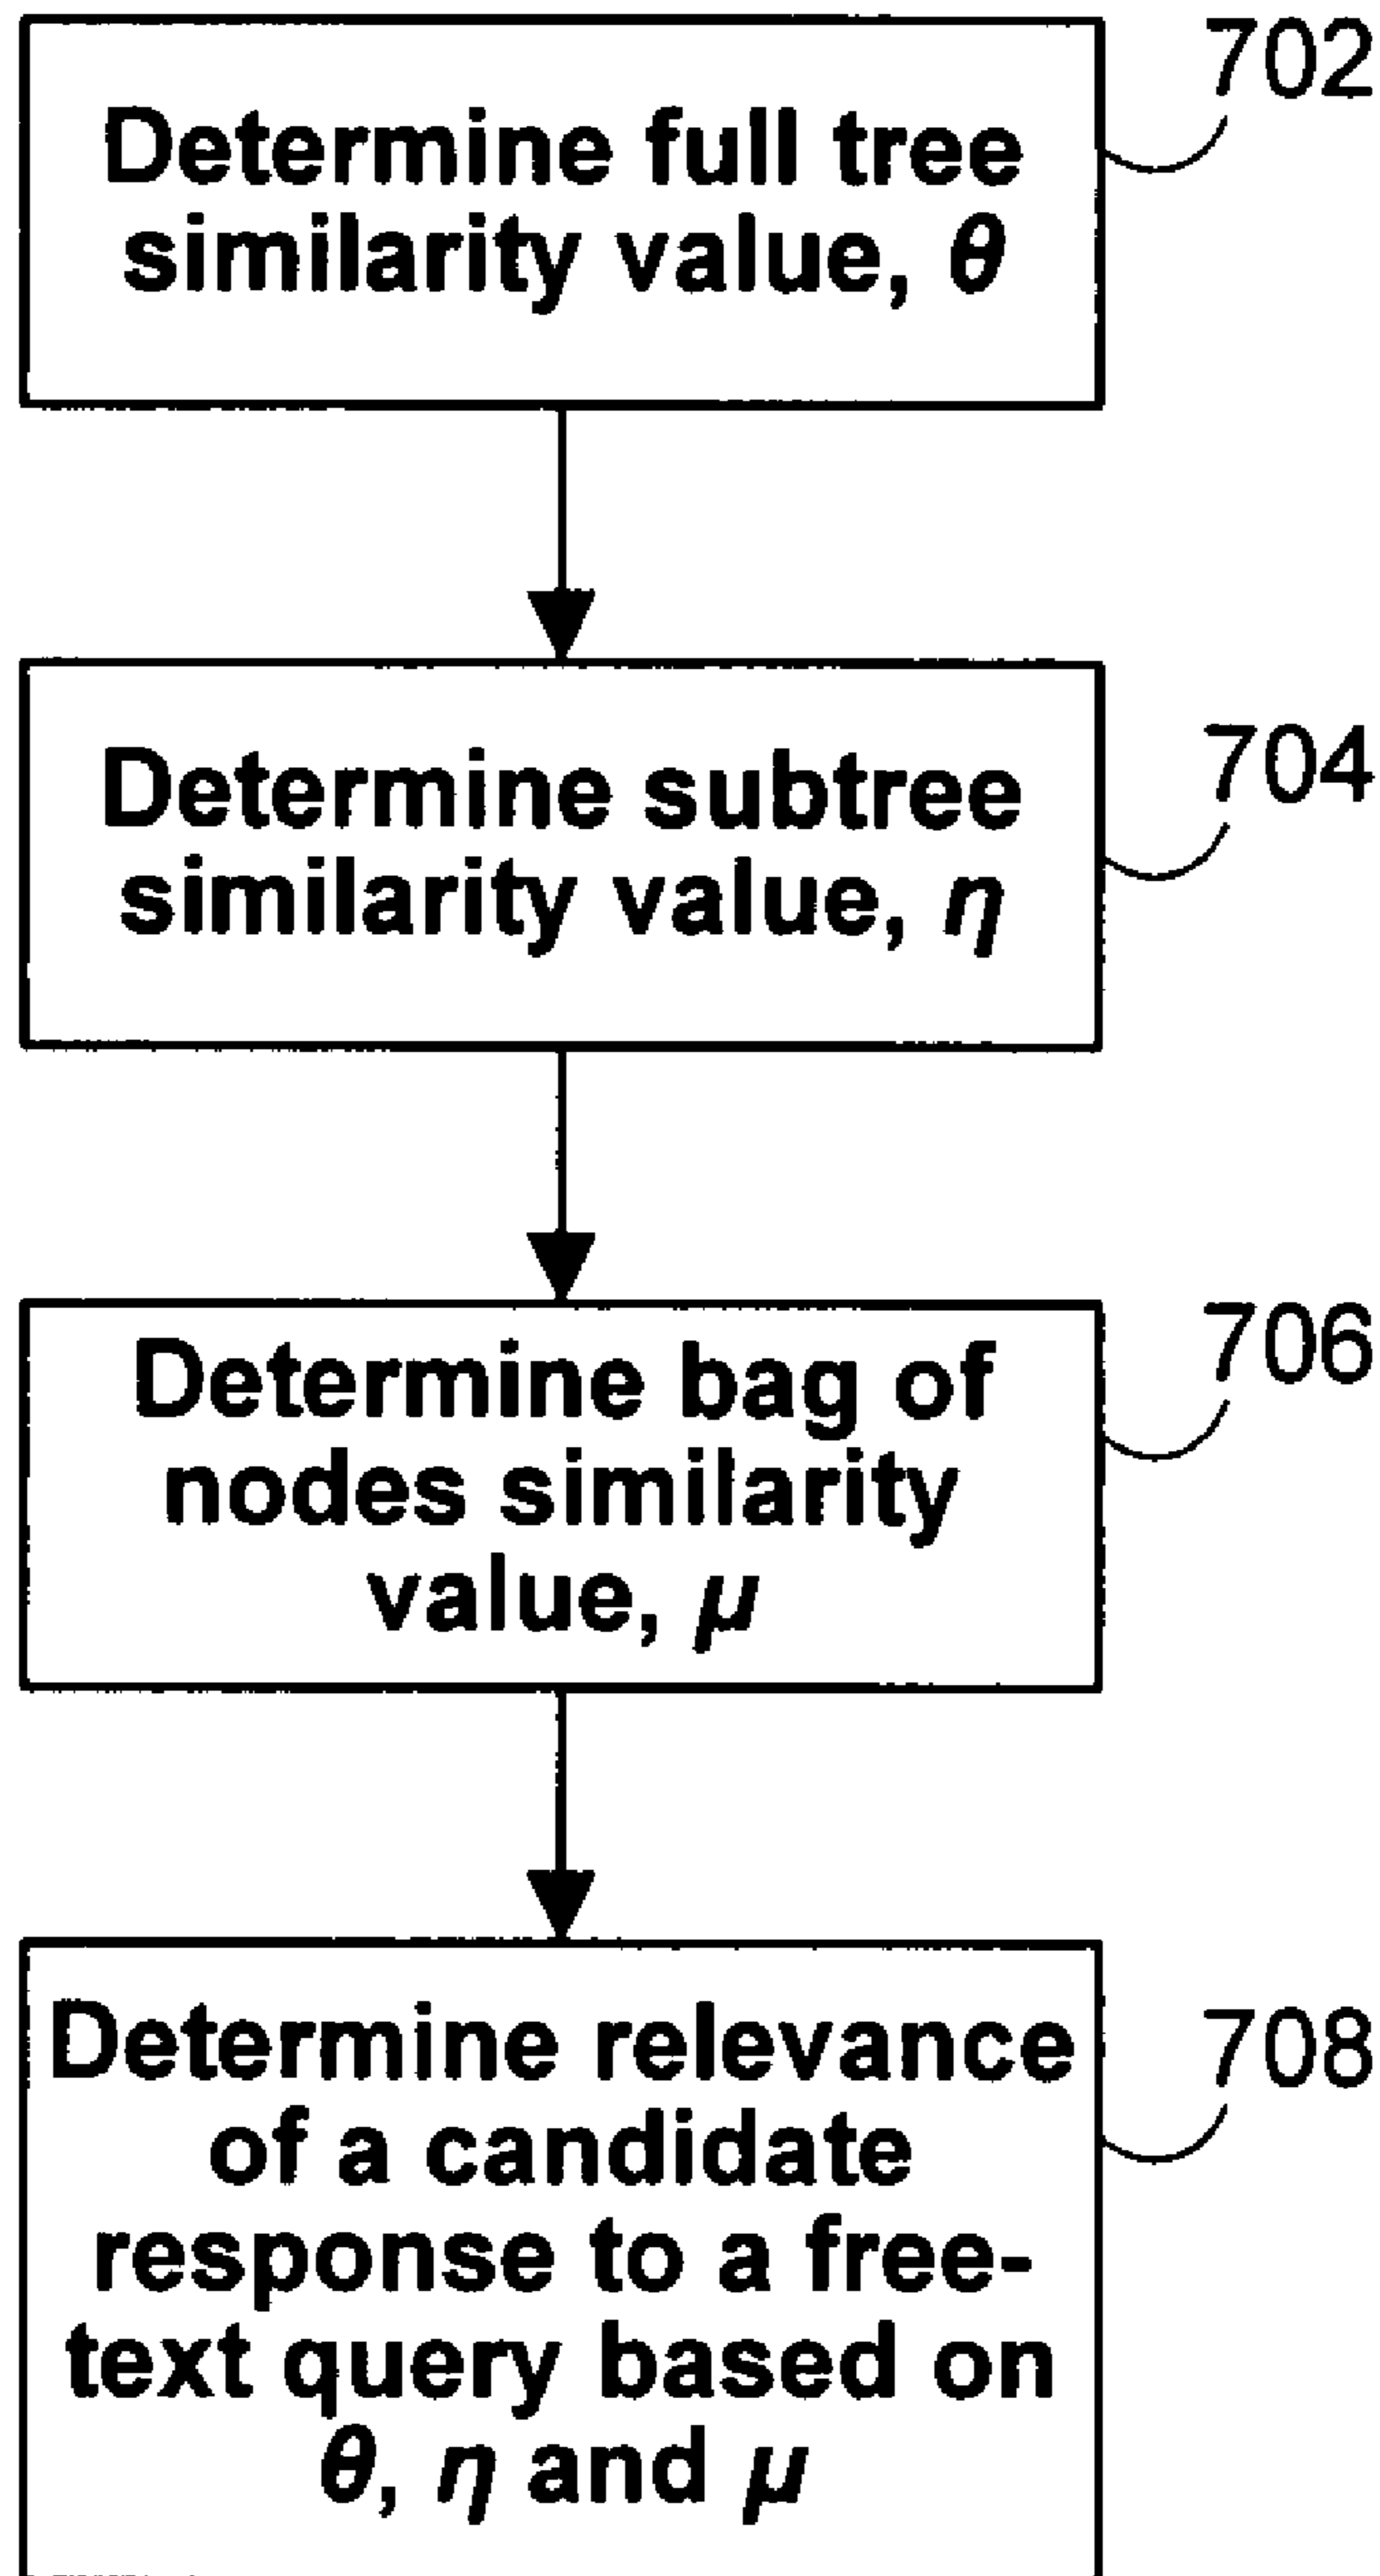 702
Determine full tree
similarity value, θ
704
Determine subtree
similarity value, η
706
Determine bag of
nodes similarity
value, μ
708
Determine relevance
of a candidate
response to a free-
text query based on
θ, η and μ